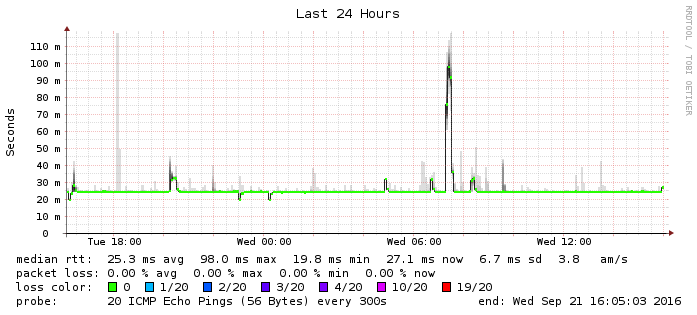 Last 24 Hours
RRDTOOL / TOBI OETIKER
Seconds
110 m
100 m
90 m
80 m
70 m
60 m
50 m
40 m
30 m
20 m
10 m
0
Tue 18:00 Wed 00:00 Wed 06:00 Wed 12:00
median rtt: 25.3 ms avg 98.0 ms max 19.8 ms min 27.1 ms now 6.7 ms sd 3.8 am/s
packet loss: 0.00 % avg 0.00 % max 0.00 % min 0.00 % now
loss color: 0 1/20 2/20 3/20 4/20 10/20 19/20
probe: 20 ICMP Echo Pings (56 Bytes) every 300s end: Wed Sep 21 16:05:03 2016